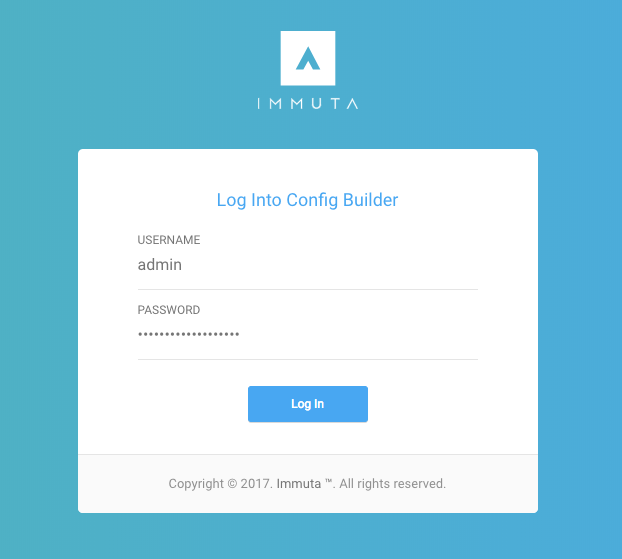 IMMUTA
Log Into Config Builder
USERNAME
admin
PASSWORD
•••••••••••••••••••
Log In
Copyright © 2017. Immuta ™. All rights reserved.